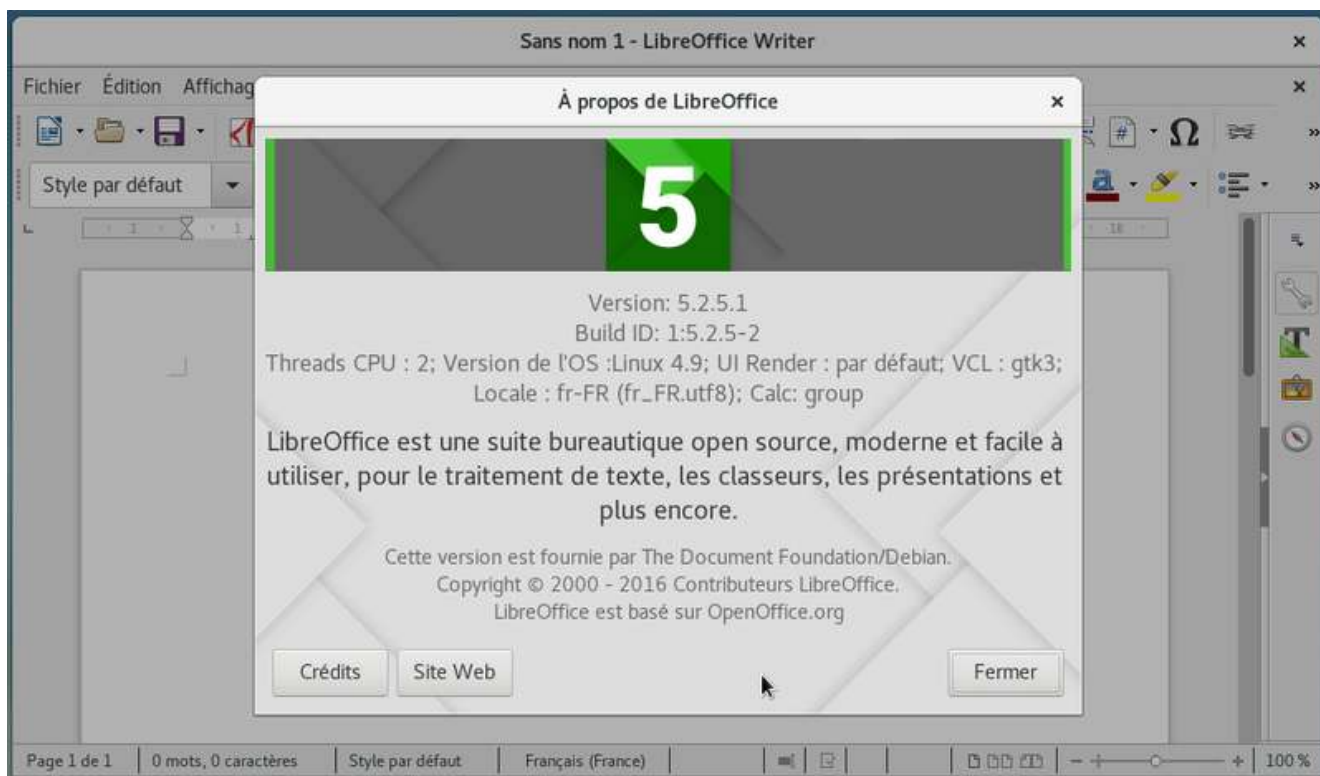 Sans nom 1 - LibreOffice Writer
Fichier Édition Affichag
À propos de LibreOffice
Style par défaut
5
Version: 5.2.5.1
Build ID: 1:5.2.5-2
Threads CPU : 2; Version de l'OS :Linux 4.9; UI Render : par défaut; VCL : gtk3;
Locale : fr-FR (fr_FR.utf8); Calc: group
LibreOffice est une suite bureautique open source, moderne et facile à
utiliser, pour le traitement de texte, les classeurs, les présentations et
plus encore.
Cette version est fournie par The Document Foundation/Debian.
Copyright © 2000 - 2016 Contributeurs LibreOffice.
LibreOffice est basé sur OpenOffice.org
Crédits Site Web Fermer
Page 1 de 1 0 mots, 0 caractères Style par défaut Français (France) 100 %